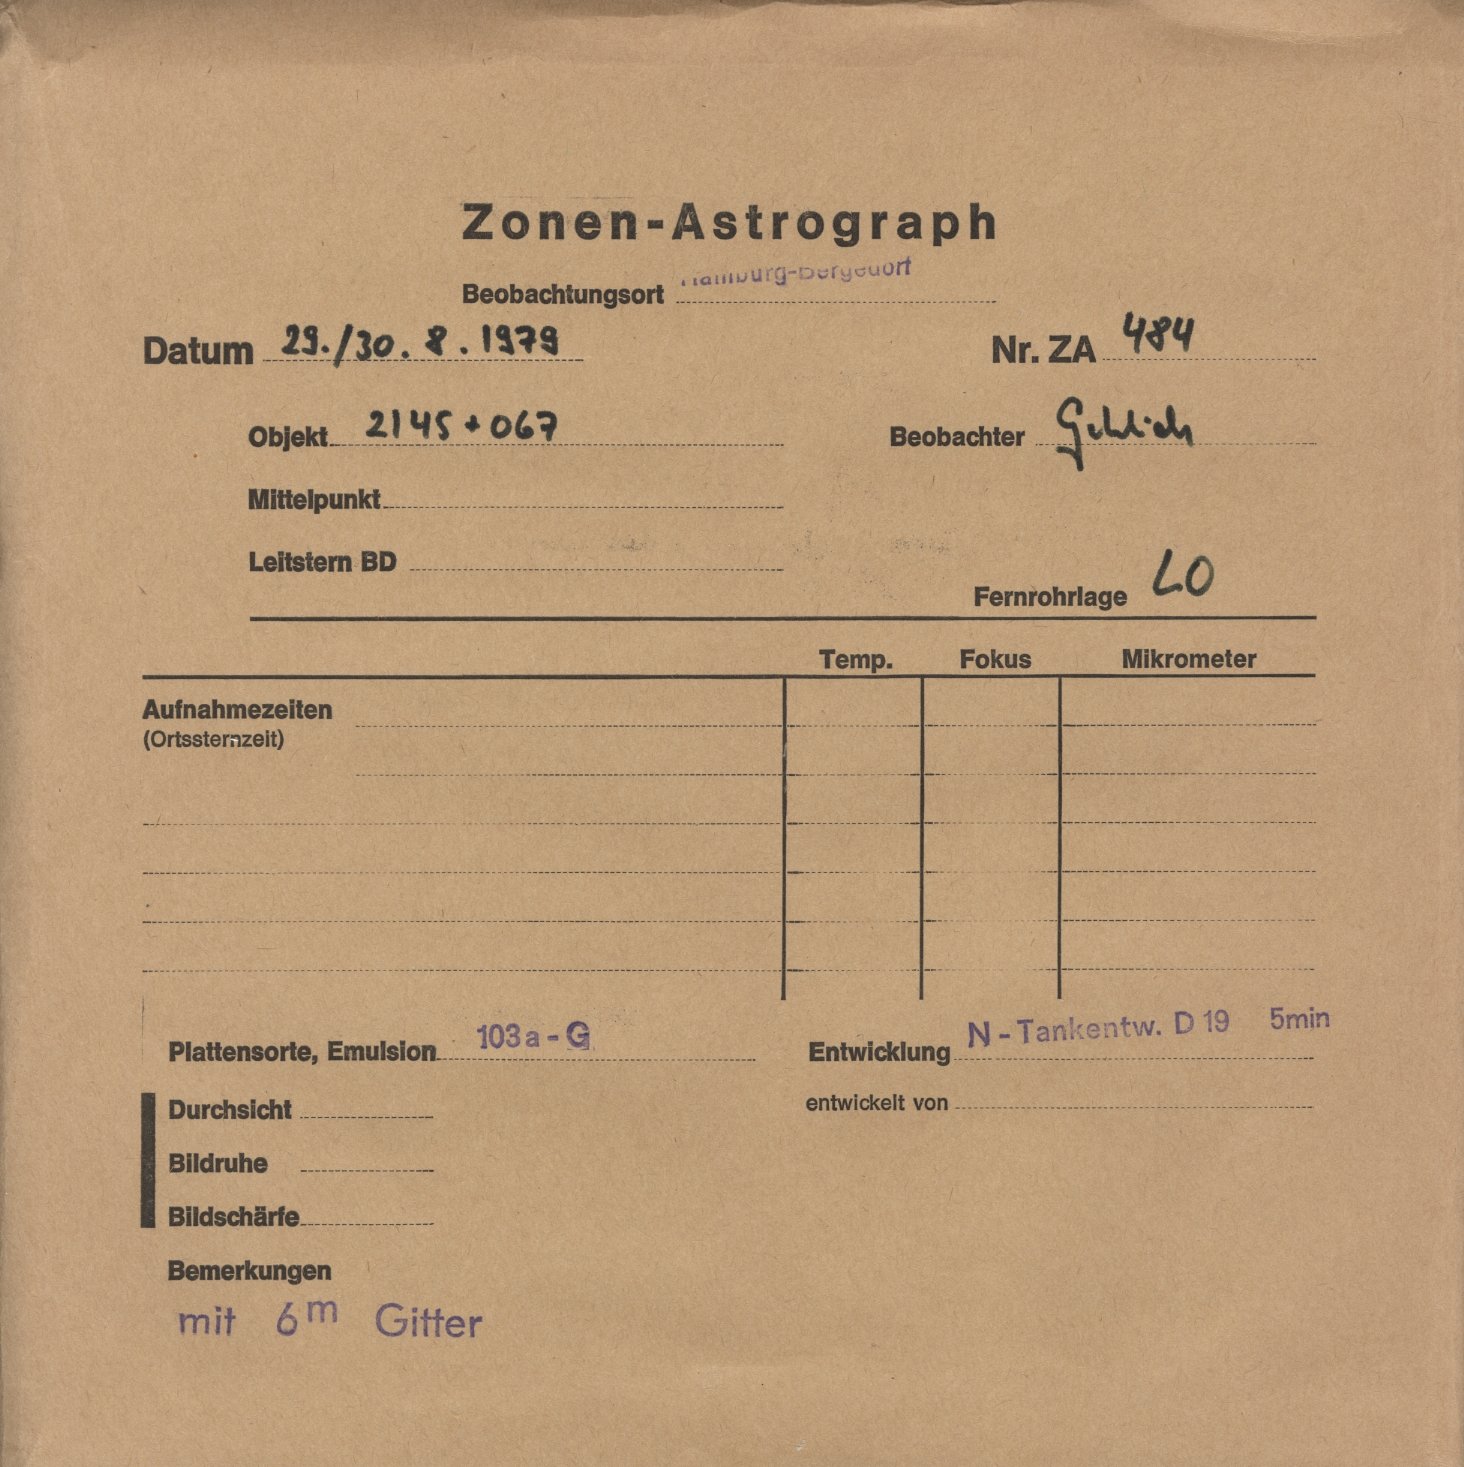 Zonen-Astrograph
Beobachtungsort Hamburg-Bergedorf
Datum 29./30. 8. 1979 Nr. ZA 484
Objekt 2145+067 Beobachter
Mittelpunkt
Leitstern BD
Fernrohrlage LO
Temp. Fokus Mikrometer
Aufnahmezeiten
(Ortssternzeit)
Plattensorte, Emulsion 103a-G Entwicklung N-Tankentw. D 19 5min
Durchsicht entwickelt von
Bildruhe
Bildschärfe
Bemerkungen
mit 6m Gitter